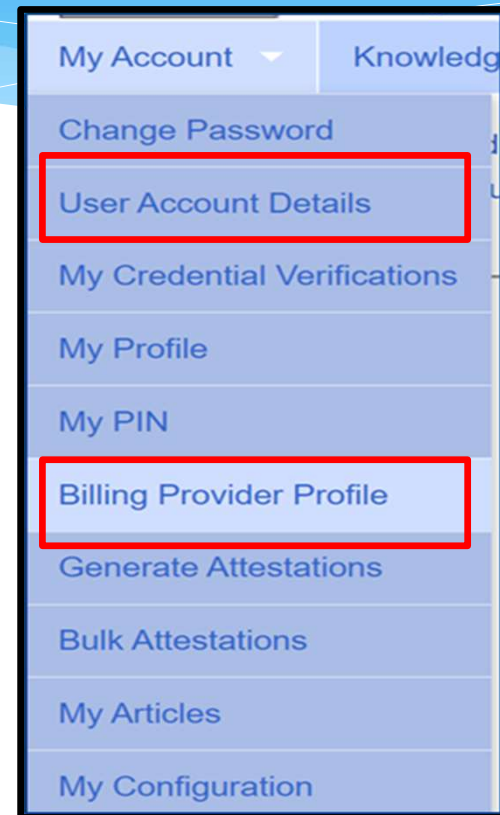 My Account
Knowledg
Change Password
User Account Details
My Credential Verifications
My Profile
My PIN
Billing Provider Profile
Generate Attestations
Bulk Attestations
My Articles
My Configuration